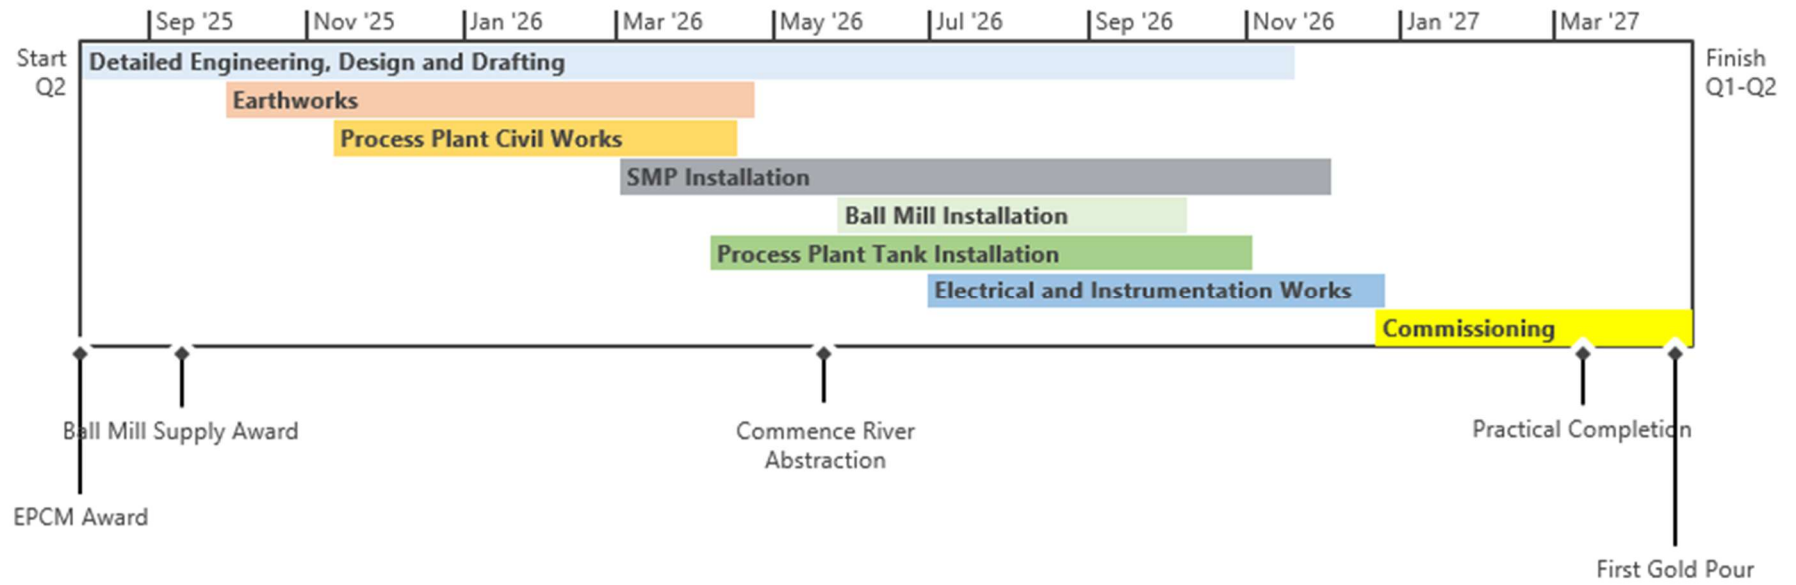 Sep '25
Nov '25
Jan '26
Mar '26
May '26
Jul '26
Sep '26
Nov '26
Jan '27
Mar '27
Start
Q2
Finish
Q1-Q2
Detailed Engineering, Design and Drafting
Earthworks
Process Plant Civil Works
SMP Installation
Ball Mill Installation
Process Plant Tank Installation
Electrical and Instrumentation Works
Commissioning
Ball Mill Supply Award
Commence River
Abstraction
Practical Completion
EPCM Award
First Gold Pour